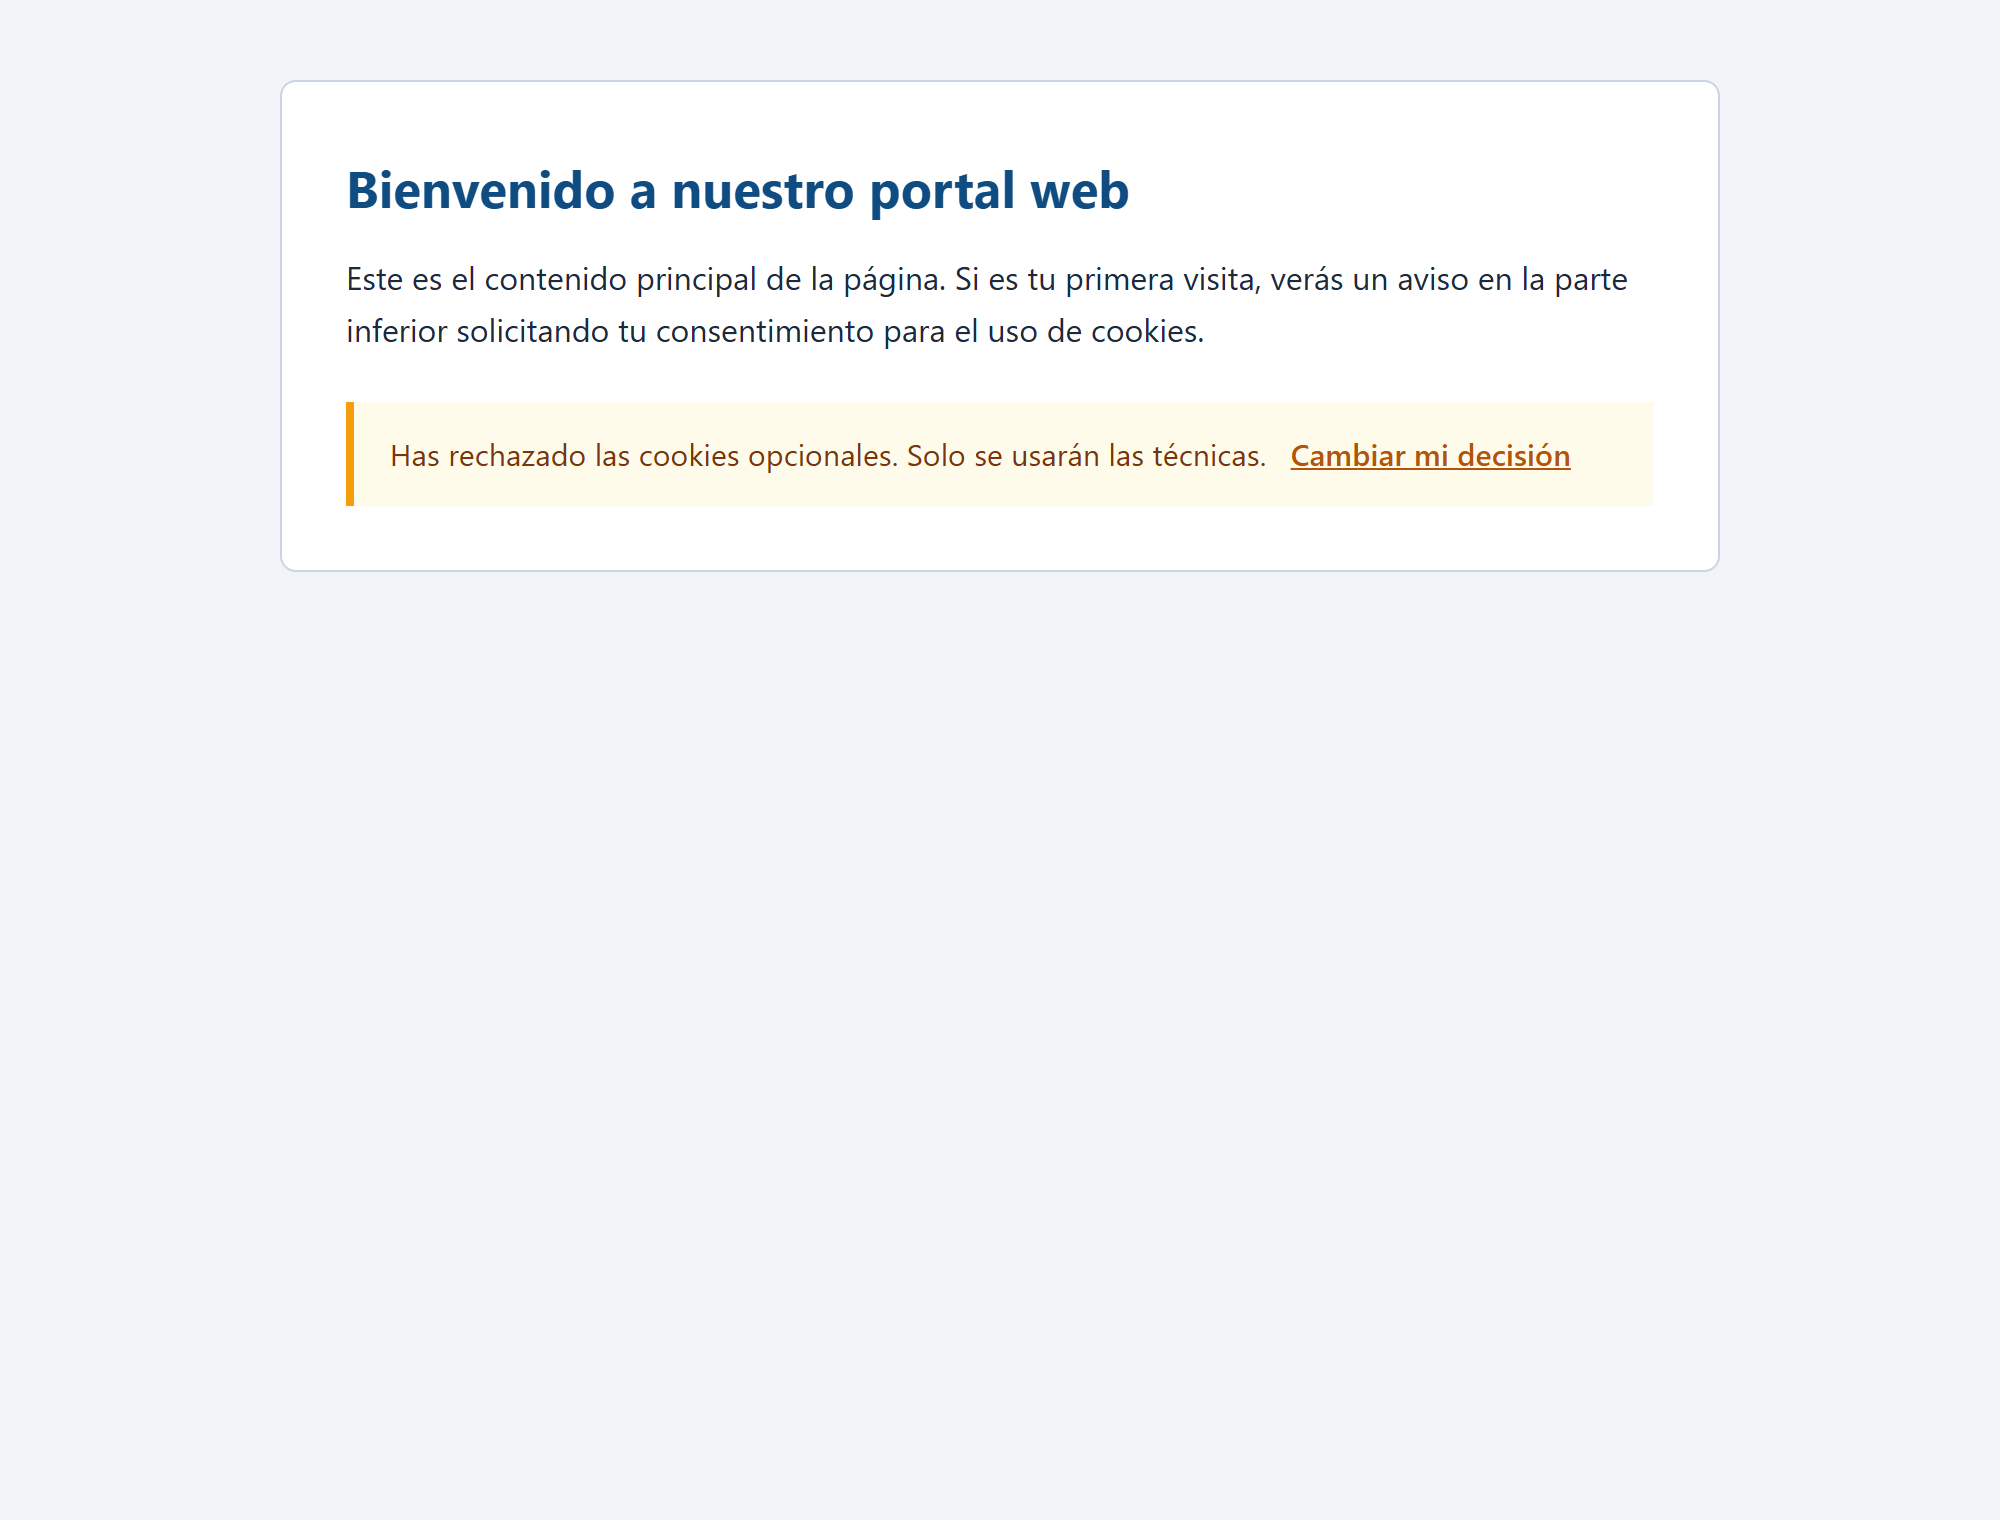 Bienvenido a nuestro portal web
Este es el contenido principal de la página. Si es tu primera visita, verás un aviso en la parte
inferior solicitando tu consentimiento para el uso de cookies.
Has rechazado las cookies opcionales. Solo se usarán las técnicas. Cambiar mi decisión